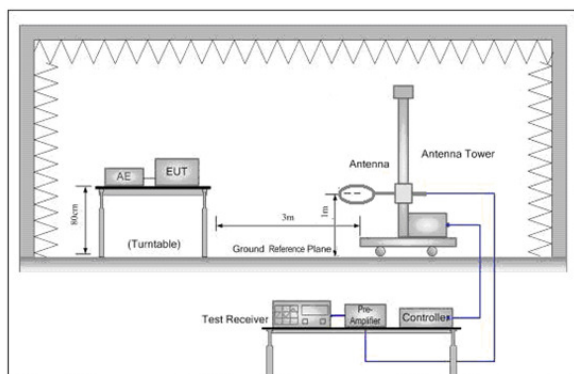 Antenna
Antenna Tower
AE
EUT
80cm
(Turntable)
3m
1m
Ground Reference Plane
Test Receiver
Pre-
Amplifier
Controller